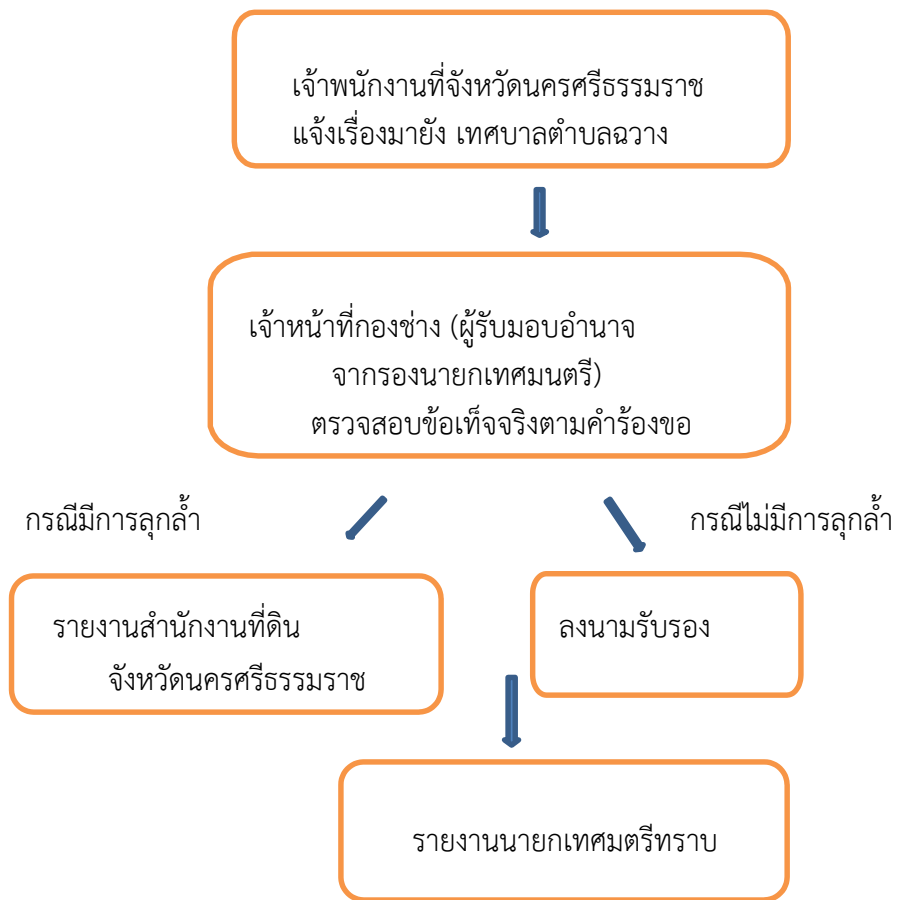 เจ้าพนักงานที่จังหวัดนครศรีธรรมราช
แจ้งเรื่องมายัง เทศบาลตำบลฉวาง
เจ้าหน้าที่กองช่าง (ผู้รับมอบอำนาจ
จากรองนายกเทศมนตรี)
ตรวจสอบข้อเท็จจริงตามคำร้องขอ
กรณีมีการลุกล้ำ
กรณีไม่มีการลุกล้ำ
รายงานสำนักงานที่ดิน
จังหวัดนครศรีธรรมราช
ลงนามรับรอง
รายงานนายกเทศมตรีทราบ